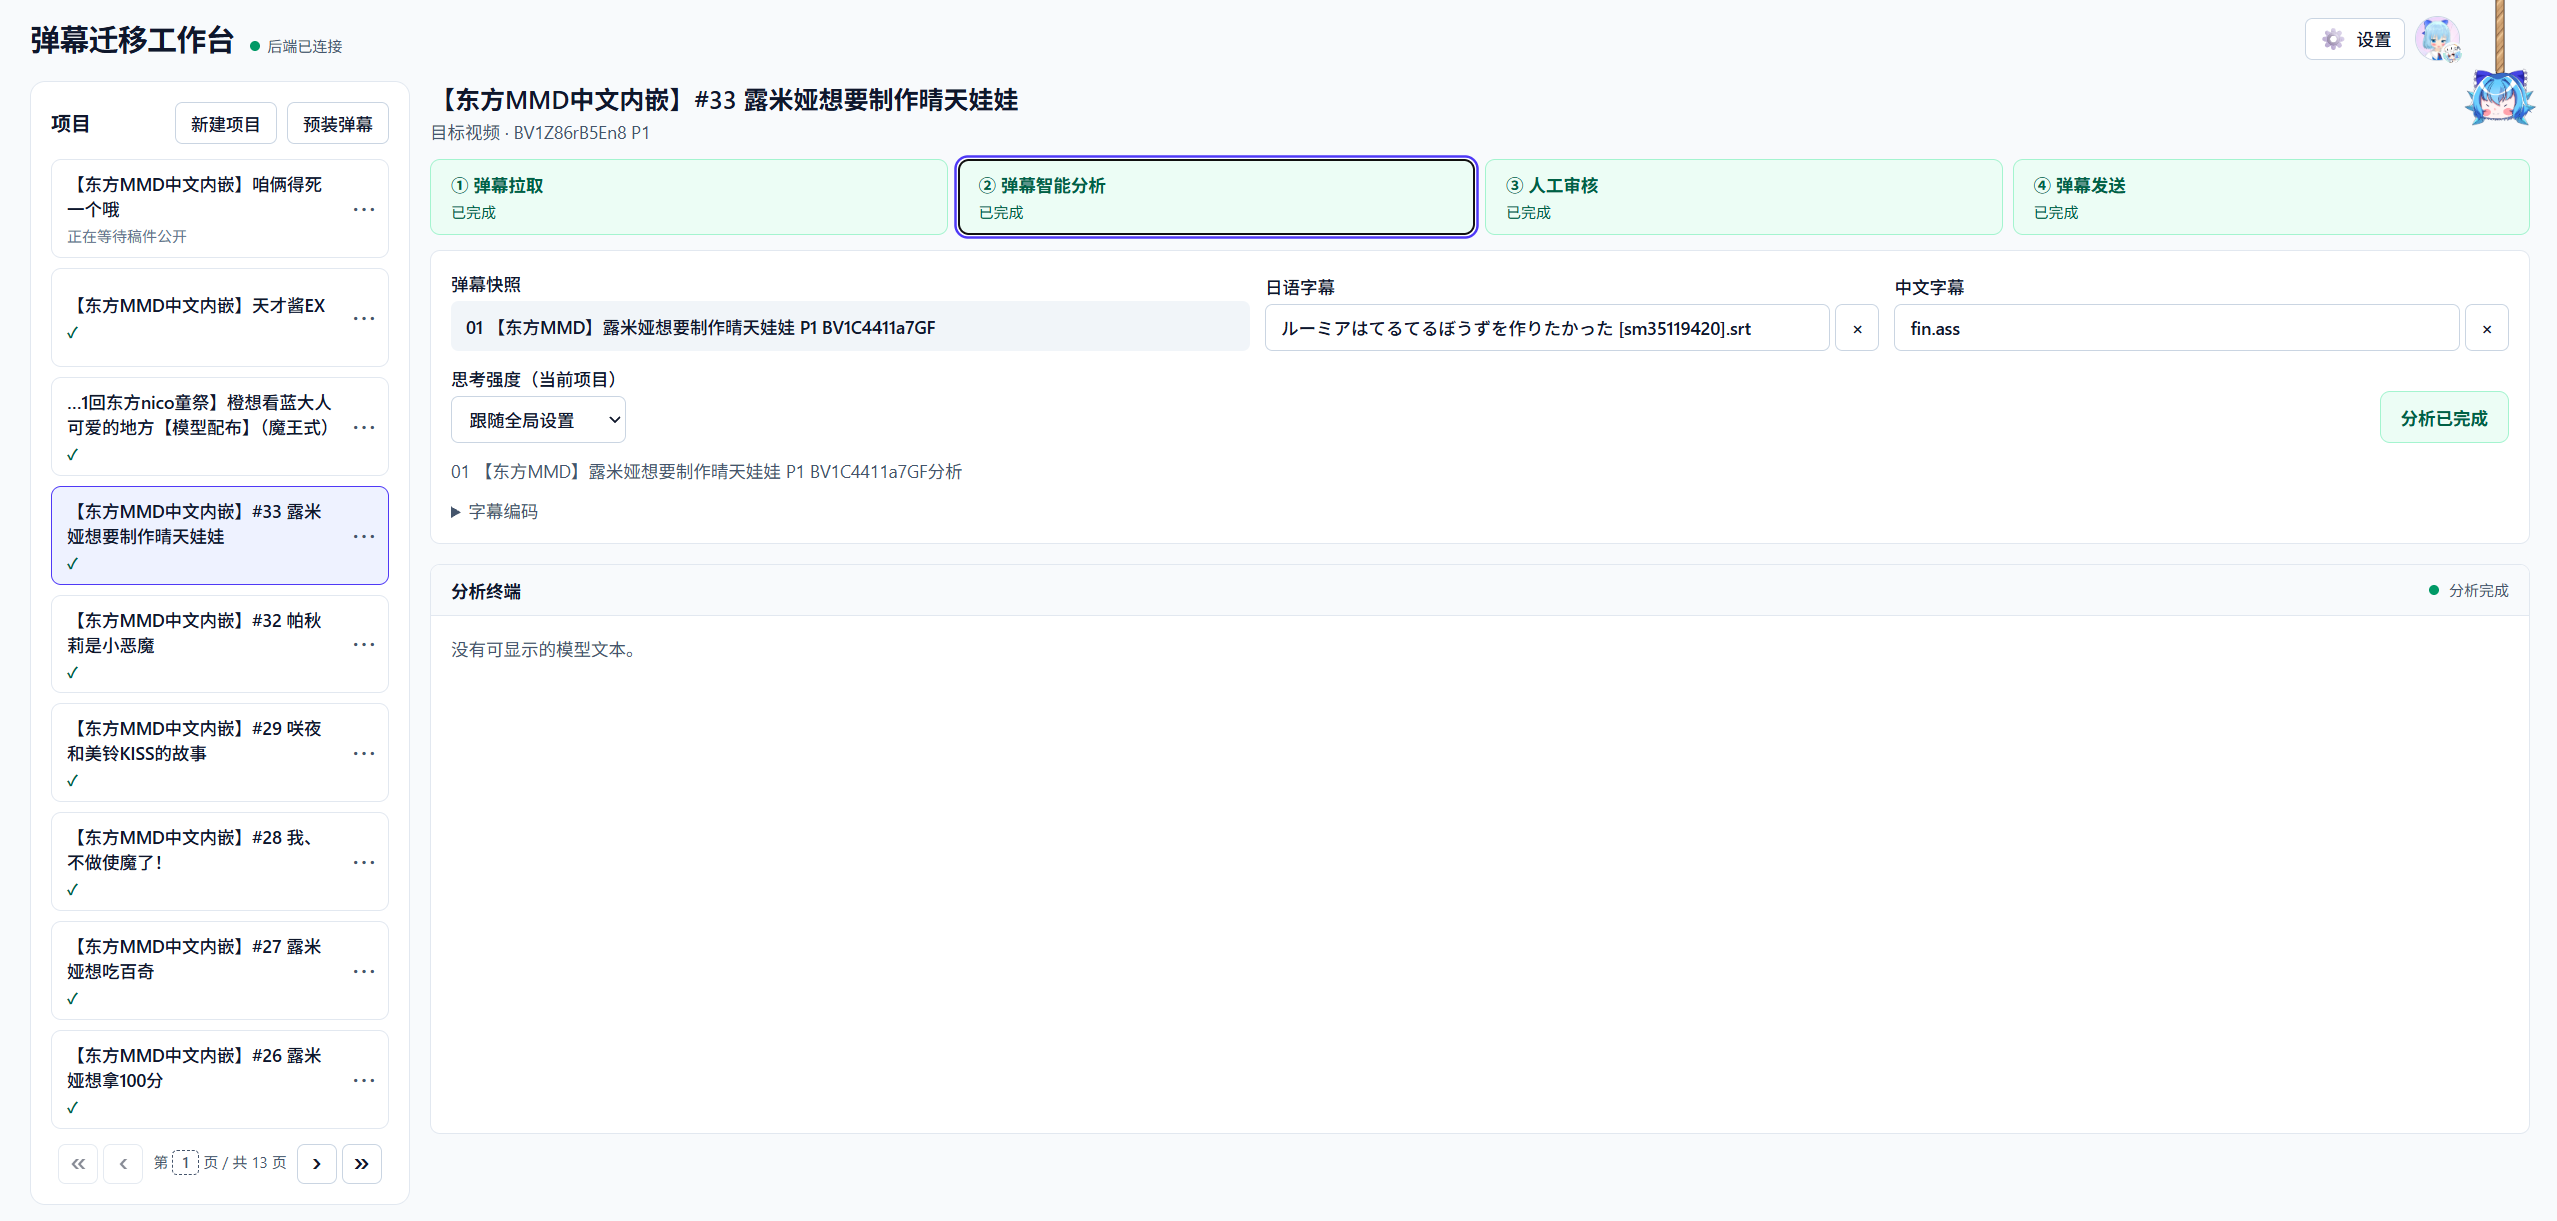 弹幕迁移工作台
后端已连接
设置
项目
新建项目
预装弹幕
【东方MMD中文内嵌】咱俩得死
一个哦
正在等待稿件公开
【东方MMD中文内嵌】天才酱EX
✓
...1回东方nico童祭】橙想看蓝大人
可爱的地方【模型配布】（魔王式）
✓
【东方MMD中文内嵌】#33 露米
娅想要制作晴天娃娃
✓
【东方MMD中文内嵌】#32 帕秋
莉是小恶魔
✓
【东方MMD中文内嵌】#29 咲夜
和美铃KISS的故事
✓
【东方MMD中文内嵌】#28 我、
不做使魔了！
✓
【东方MMD中文内嵌】#27 露米
娅想吃百奇
✓
【东方MMD中文内嵌】#26 露米
娅想拿100分
✓
« ‹ 第 1 页 / 共 13 页 › »
【东方MMD中文内嵌】#33 露米娅想要制作晴天娃娃
目标视频 · BV1Z86rB5En8 P1
① 弹幕拉取
已完成
② 弹幕智能分析
已完成
③ 人工审核
已完成
④ 弹幕发送
已完成
弹幕快照
01 【东方MMD】露米娅想要制作晴天娃娃 P1 BV1C4411a7GF
日语字幕
ルーミアはてるてるぼうずを作りたかった [sm35119420].srt
×
中文字幕
fin.ass
×
思考强度（当前项目）
跟随全局设置
分析已完成
01 【东方MMD】露米娅想要制作晴天娃娃 P1 BV1C4411a7GF分析
▶ 字幕编码
分析终端
分析完成
没有可显示的模型文本。